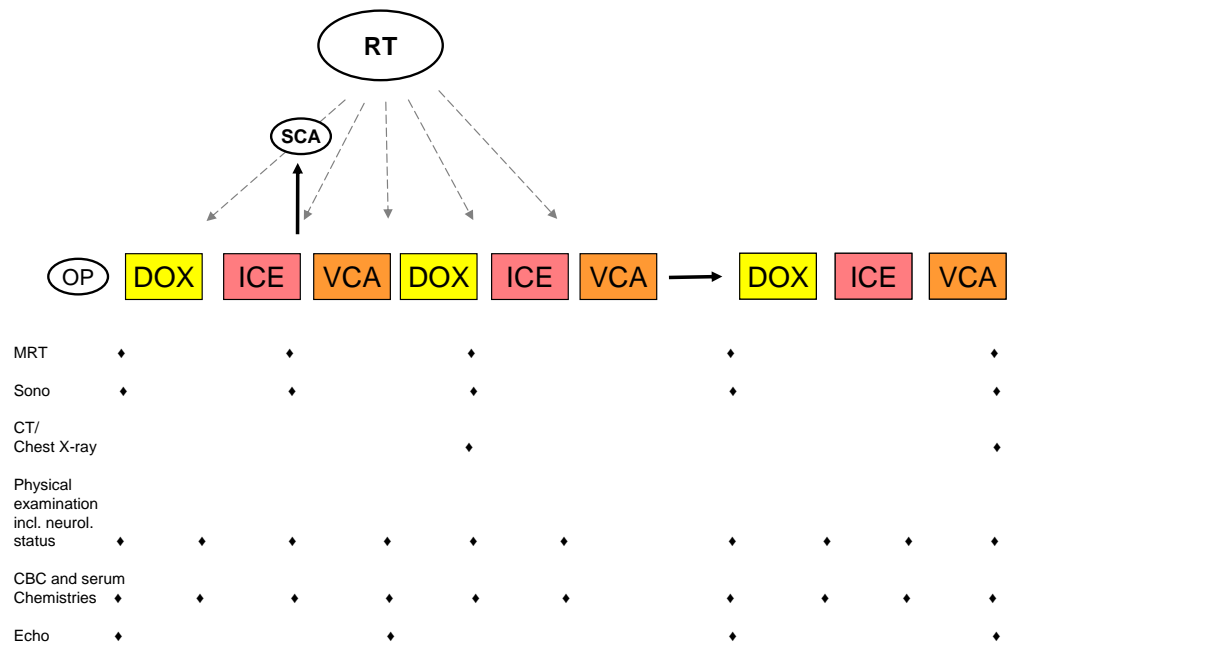 RT
SCA
OP DOX ICE VCA DOX ICE VCA DOX ICE VCA
MRT
Sono
CT/
Chest X-ray
Physical
examination
incl. neurol.
status
CBC and serum
Chemistries
Echo